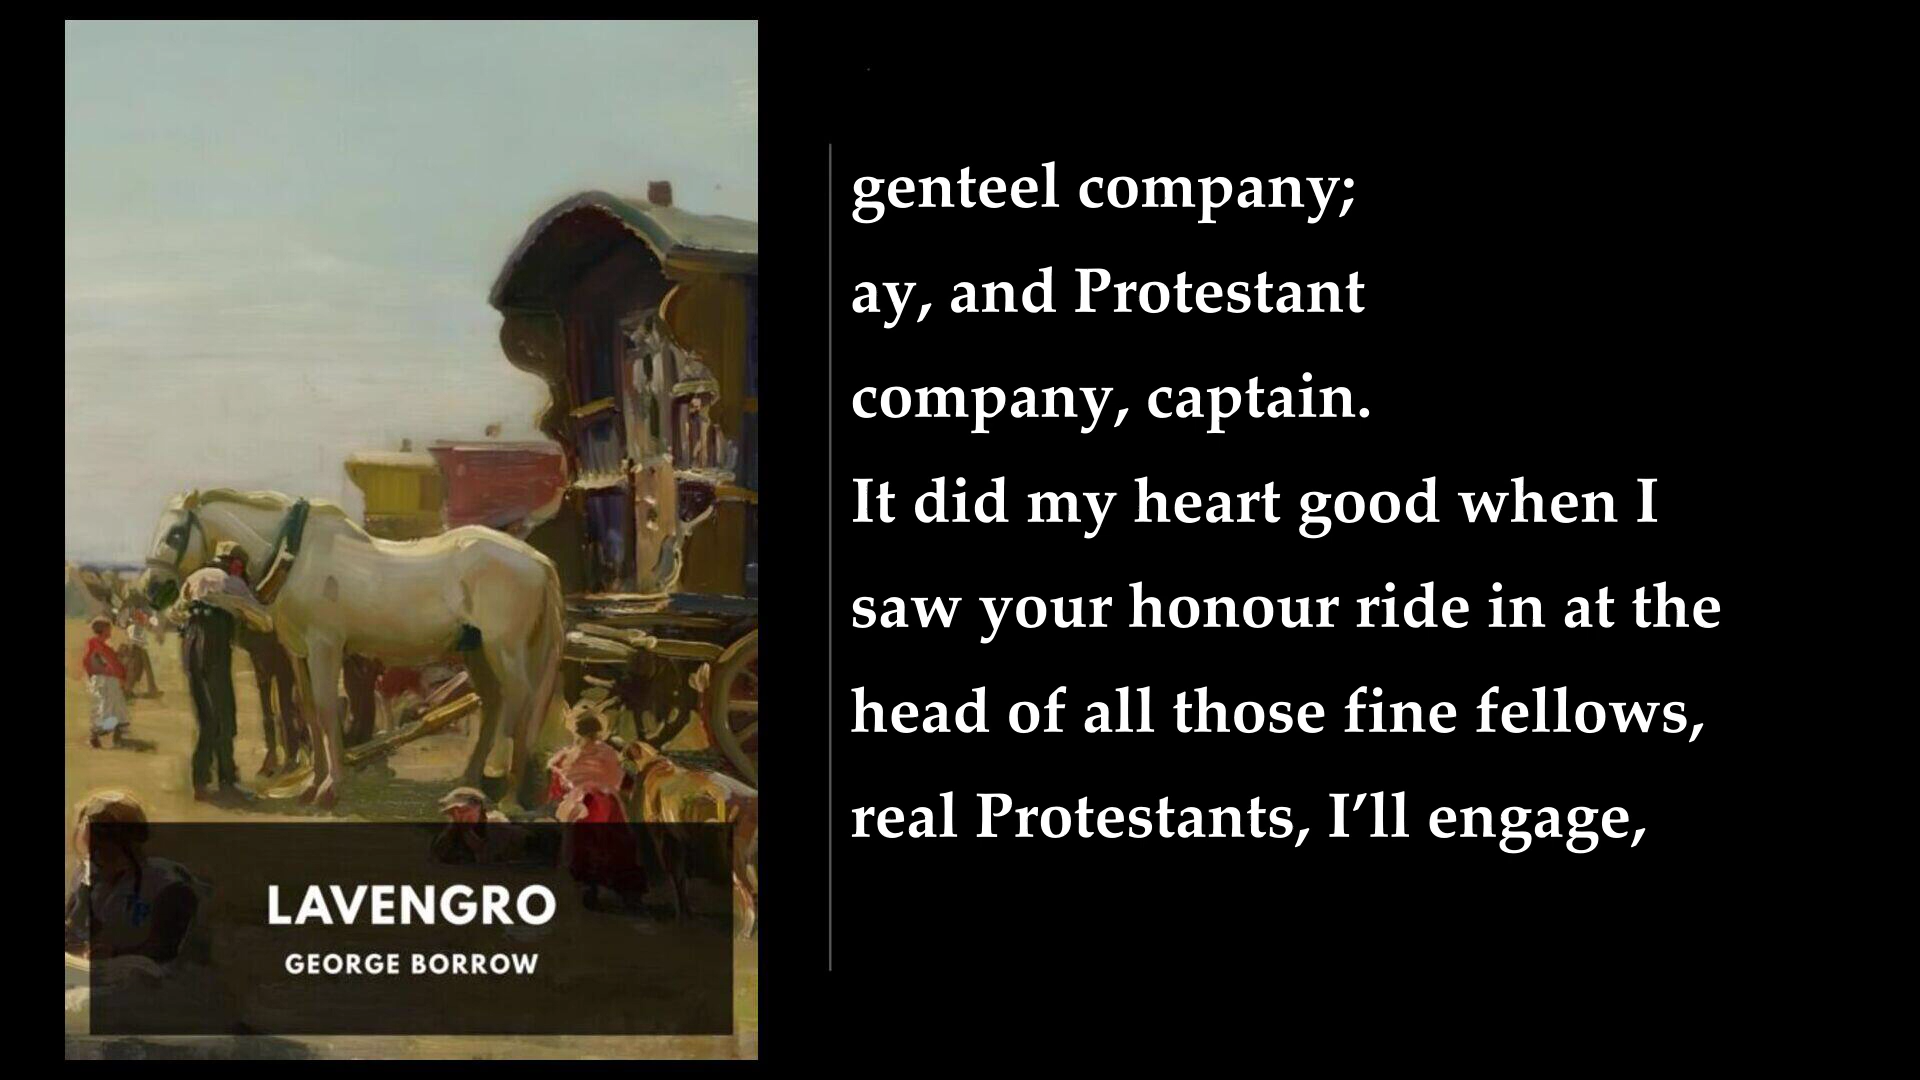 genteel company;
ay, and Protestant
company, captain.
It did my heart good when I
saw your honour ride in at the
head of all those fine fellows,
real Protestants, I’ll engage,
LAVENGRO
GEORGE BORROW